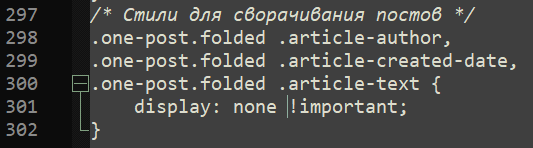 297 /* Стили для сворачивания постов */
298 .one-post.folded .article-author,
299 .one-post.folded .article-created-date,
300 .one-post.folded .article-text {
301 display: none !important;
302 }